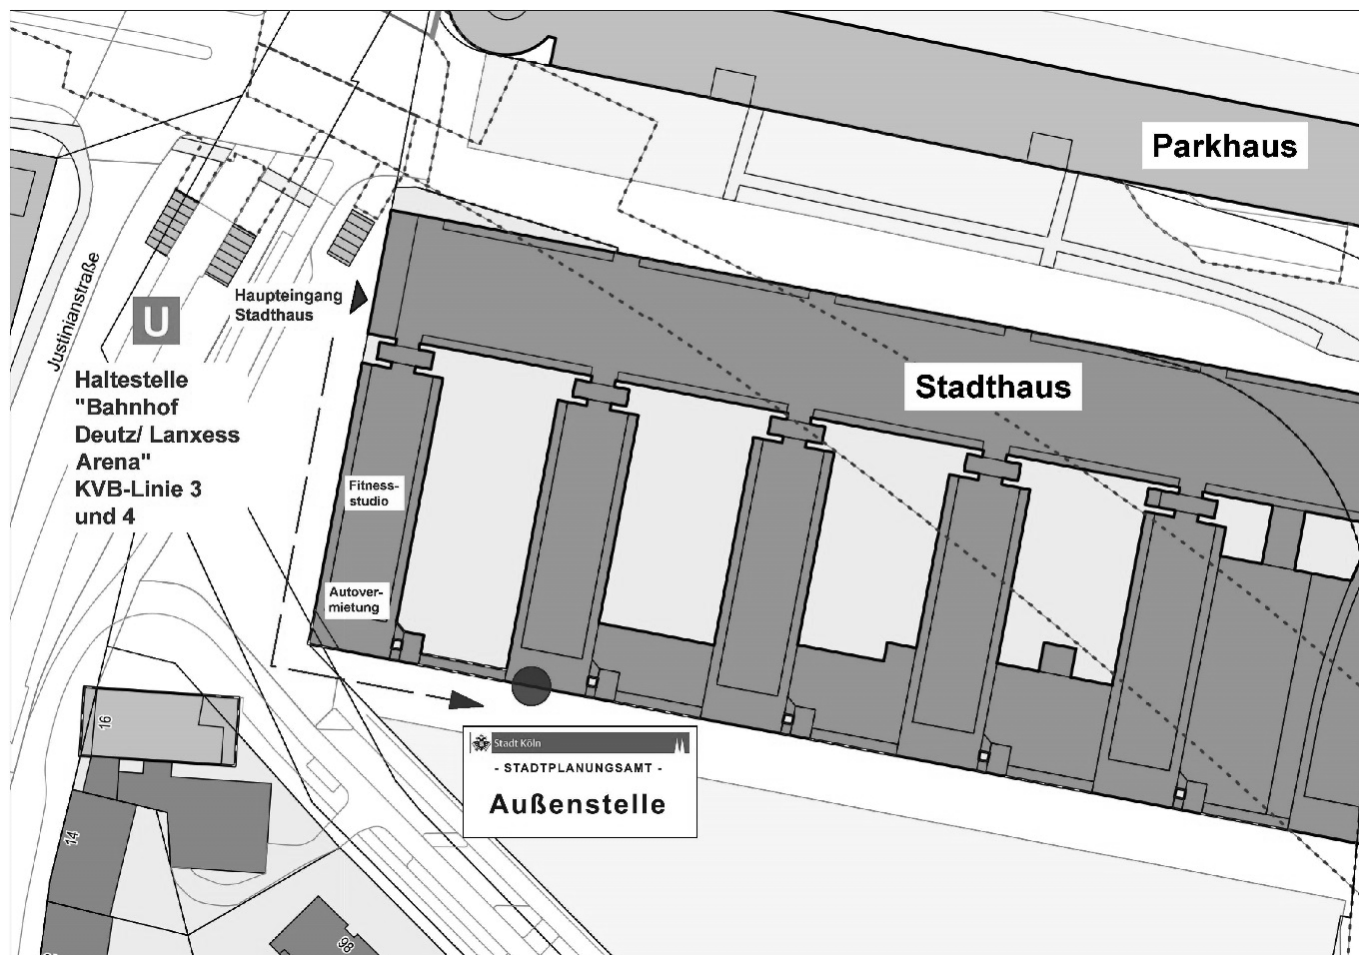 Parkhaus
Justinianstraße
U
Haupteingang
Stadthaus
Haltestelle
"Bahnhof
Deutz/ Lanxess
Arena"
KVB-Linie 3
und 4
Stadthaus
Fitness-
studio
Autover-
mietung
16
14
98
Stadt Köln
- STADTPLANUNGSAMT -
Außenstelle